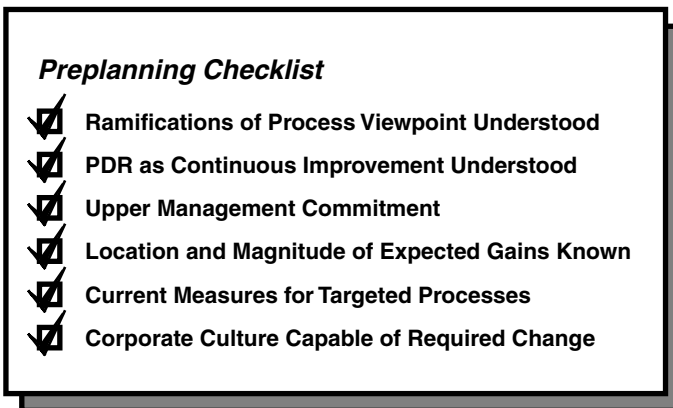 Preplanning Checklist
Ramifications of Process Viewpoint Understood
PDR as Continuous Improvement Understood
Upper Management Commitment
Location and Magnitude of Expected Gains Known
Current Measures for Targeted Processes
Corporate Culture Capable of Required Change